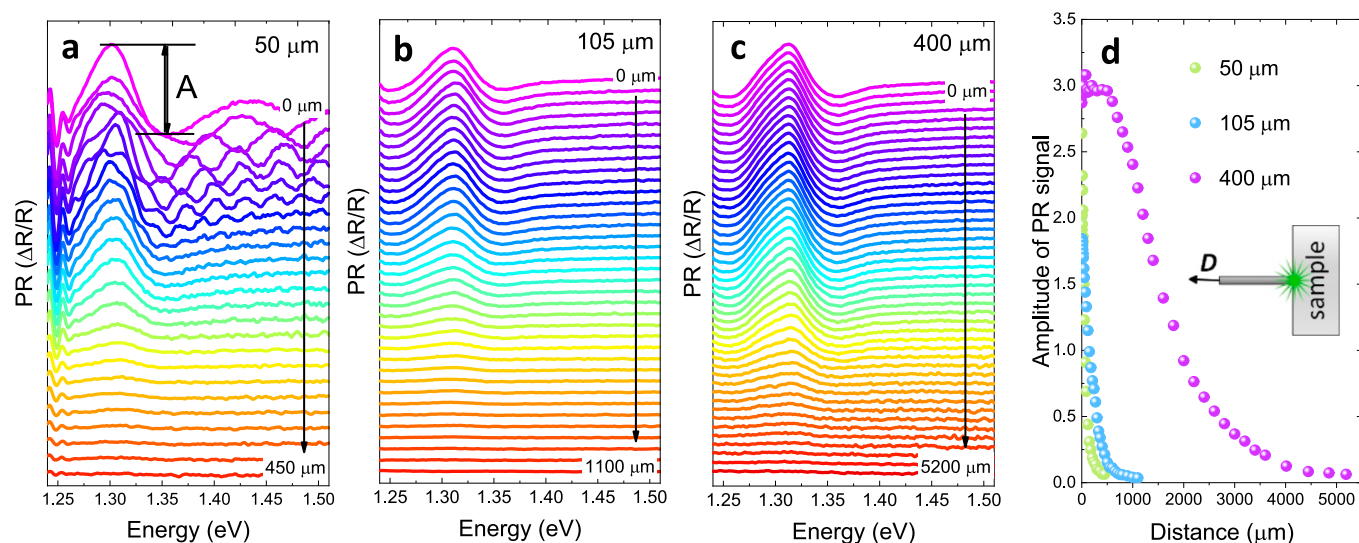 a
50 μm
A
0 μm
450 μm
PR (ΔR/R)
1.25 1.30 1.35 1.40 1.45 1.50
Energy (eV)
b
105 μm
0 μm
1100 μm
PR (ΔR/R)
1.25 1.30 1.35 1.40 1.45 1.50
Energy (eV)
c
400 μm
0 μm
5200 μm
PR (ΔR/R)
1.25 1.30 1.35 1.40 1.45 1.50
Energy (eV)
d
50 μm
105 μm
400 μm
D
sample
Amplitude of PR signal
3.5
3.0
2.5
2.0
1.5
1.0
0.5
0.0
0 1000 2000 3000 4000 5000
Distance (μm)